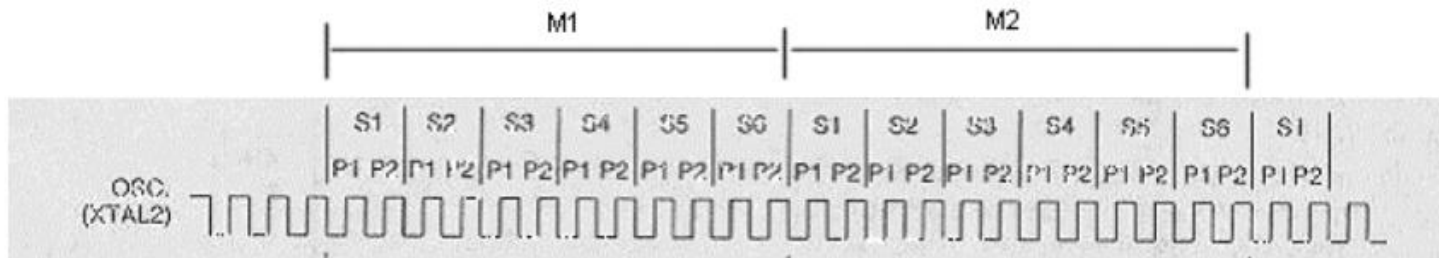 M1 M2
S1 S2 S3 S4 S5 S6 S1 S2 S3 S4 S5 S6 S1
P1 P2 P1 P2 P1 P2 P1 P2 P1 P2 P1 P2 P1 P2 P1 P2 P1 P2 P1 P2 P1 P2 P1 P2 P1 P2
OSC.
(XTAL2)